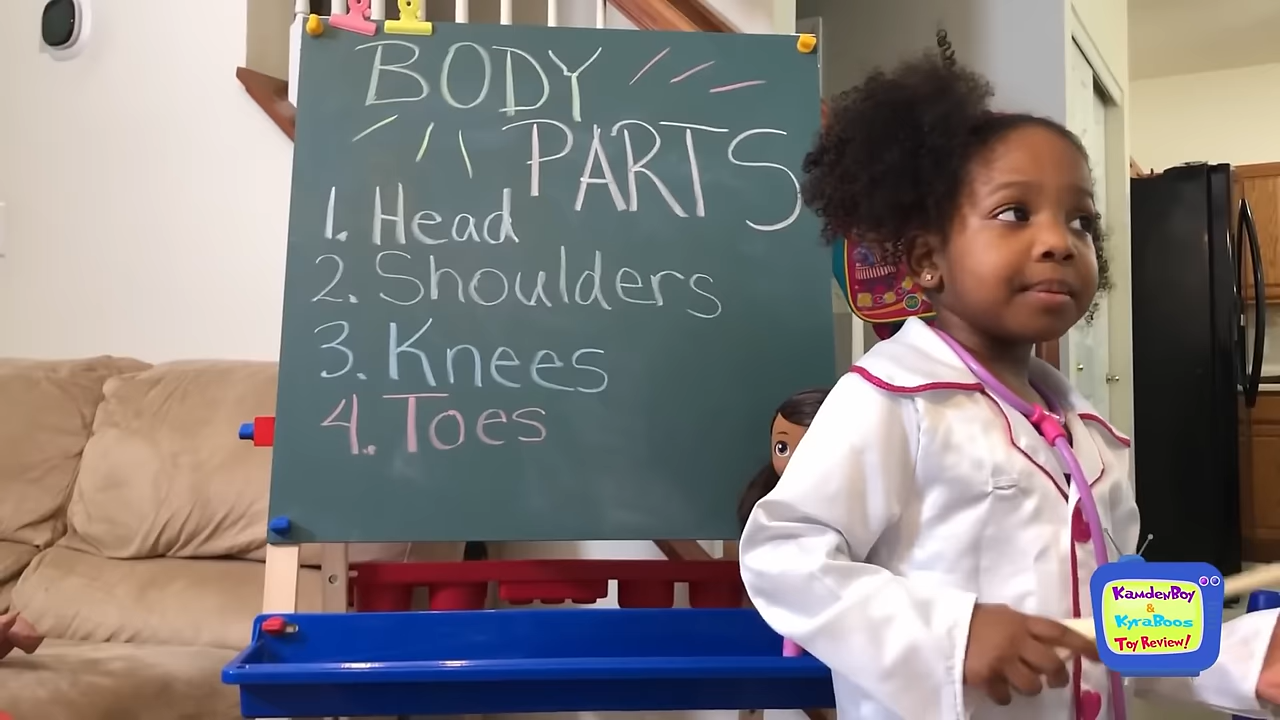 BODY
PARTS
1. Head
2. Shoulders
3. Knees
4. Toes
KamdenBoy
&
KyraBoos
Toy Review!